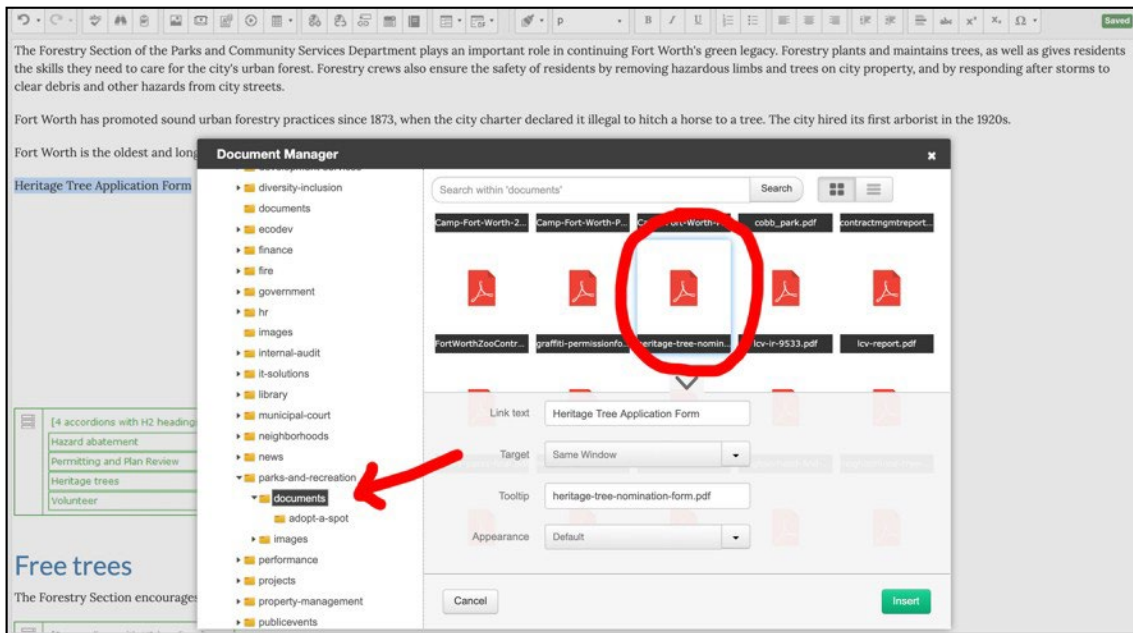 P
B I U
abc X² X₂ Ω
Saved
The Forestry Section of the Parks and Community Services Department plays an important role in continuing Fort Worth's green legacy. Forestry plants and maintains trees, as well as gives residents
the skills they need to care for the city's urban forest. Forestry crews also ensure the safety of residents by removing hazardous limbs and trees on city property, and by responding after storms to
clear debris and other hazards from city streets.
Fort Worth has promoted sound urban forestry practices since 1873, when the city charter declared it illegal to hitch a horse to a tree. The city hired its first arborist in the 1920s.
Fort Worth is the oldest and long
Heritage Tree Application Form
[4 accordions with H2 heading
Hazard abatement
Permitting and Plan Review
Heritage trees
Volunteer
Free trees
The Forestry Section encourages
Document Manager
diversity-inclusion
documents
ecodev
finance
fire
government
hr
images
internal-audit
it-solutions
library
municipal-court
neighborhoods
news
parks-and-recreation
documents
adopt-a-spot
images
performance
projects
property-management
publicevents
Search within 'documents'
Search
Camp-Fort-Worth-2... Camp-Fort-Worth-P... cobb_park.pdf contractmgmtreport...
FortWorthZooContr... graffiti-permissionfo... heritage-tree-nomin... lcv-ir-9533.pdf lcv-report.pdf
Link text Heritage Tree Application Form
Target Same Window
Tooltip heritage-tree-nomination-form.pdf
Appearance Default
Cancel Insert